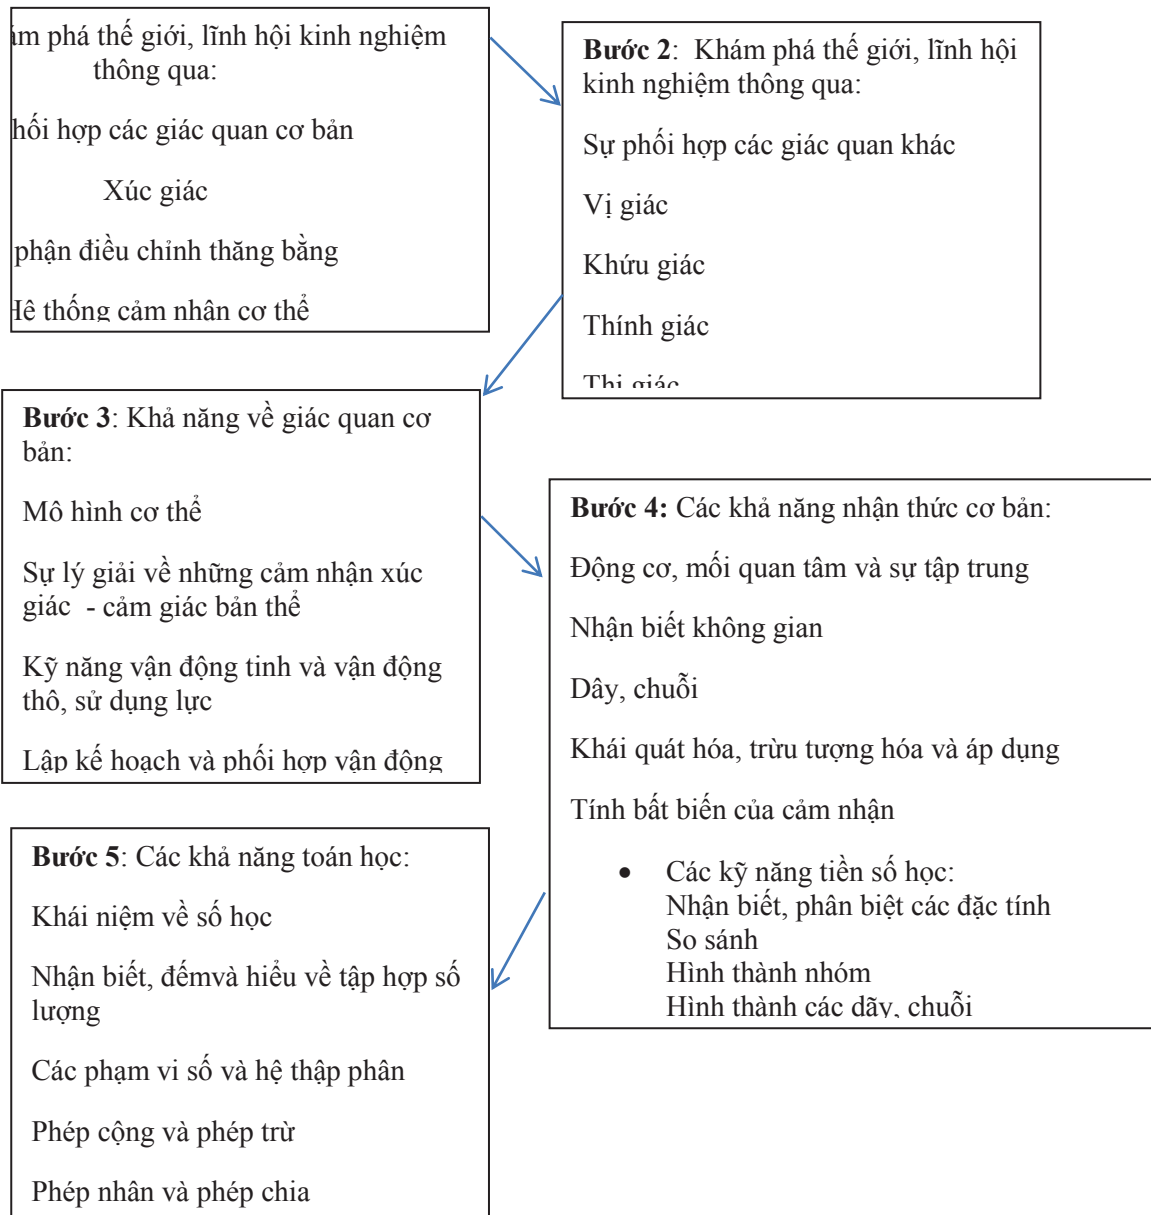 phá thế giới, lĩnh hội kinh nghiệm
thông qua:
hợp các giác quan cơ bản
Xúc giác
phận điều chỉnh thăng bằng
thống cảm nhận cơ thể
Bước 2: Khám phá thế giới, lĩnh hội
kinh nghiệm thông qua:
Sự phối hợp các giác quan khác
Vị giác
Khứu giác
Thính giác
Thị giác
Bước 3: Khả năng về giác quan cơ
bản:
Mô hình cơ thể
Sự lý giải về những cảm nhận xúc
giác - cảm giác bản thể
Kỹ năng vận động tinh và vận động
thô, sử dụng lực
Lập kế hoạch và phối hợp vận động
Bước 4: Các khả năng nhận thức cơ bản:
Động cơ, mối quan tâm và sự tập trung
Nhận biết không gian
Dây, chuỗi
Khái quát hóa, trừu tượng hóa và áp dụng
Tính bất biến của cảm nhận
• Các kỹ năng tiền số học:
Nhận biết, phân biệt các đặc tính
So sánh
Hình thành nhóm
Hình thành các dãy, chuỗi
Bước 5: Các khả năng toán học:
Khái niệm về số học
Nhận biết, đếmvà hiểu về tập hợp số
lượng
Các phạm vi số và hệ thập phân
Phép cộng và phép trừ
Phép nhân và phép chia